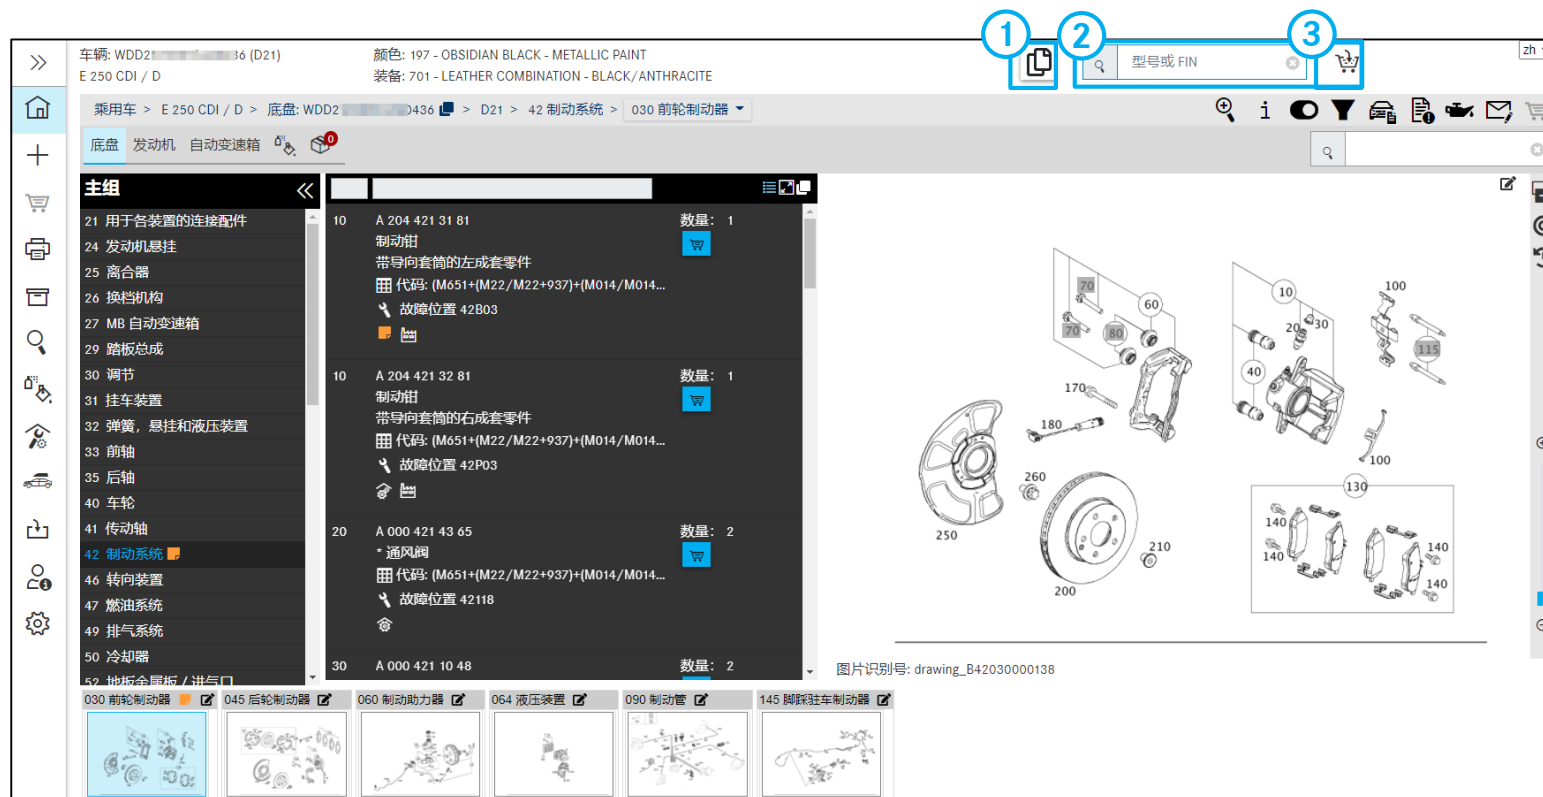 1
2
3
车辆: WDD2 36 (D21)
E 250 CDI / D
颜色: 197 - OBSIDIAN BLACK - METALLIC PAINT
装备: 701 - LEATHER COMBINATION - BLACK/ANTHRACITE
型号或 FIN
zh
乘用车 > E 250 CDI / D > 底盘: WDD2 0436 > D21 > 42 制动系统 > 030 前轮制动器
底盘 发动机 自动变速箱 0
主组
21 用于各装置的连接配件
24 发动机悬挂
25 离合器
26 换档机构
27 MB 自动变速箱
29 踏板总成
30 调节
31 挂车装置
32 弹簧，悬挂和液压装置
33 前轴
35 后轴
40 车轮
41 传动轴
42 制动系统
46 转向装置
47 燃油系统
49 排气系统
50 冷却器
52 地板金属板 / 进气口
10 A 204 421 31 81 数量: 1
制动钳
带导向套筒的左成套零件
代码: (M651+(M22/M22+937)+(M014/M014...
故障位置 42B03
10 A 204 421 32 81 数量: 1
制动钳
带导向套筒的右成套零件
代码: (M651+(M22/M22+937)+(M014/M014...
故障位置 42P03
20 A 000 421 43 65 数量: 2
* 通风阀
代码: (M651+(M22/M22+937)+(M014/M014...
故障位置 42118
30 A 000 421 10 48 数量: 2
70
60
70
80
10
100
20
30
115
40
170
180
100
260
130
140
140
140
140
250
210
200
图片识别号: drawing_B42030000138
030 前轮制动器
045 后轮制动器
060 制动助力器
064 液压装置
090 制动管
145 脚踩驻车制动器